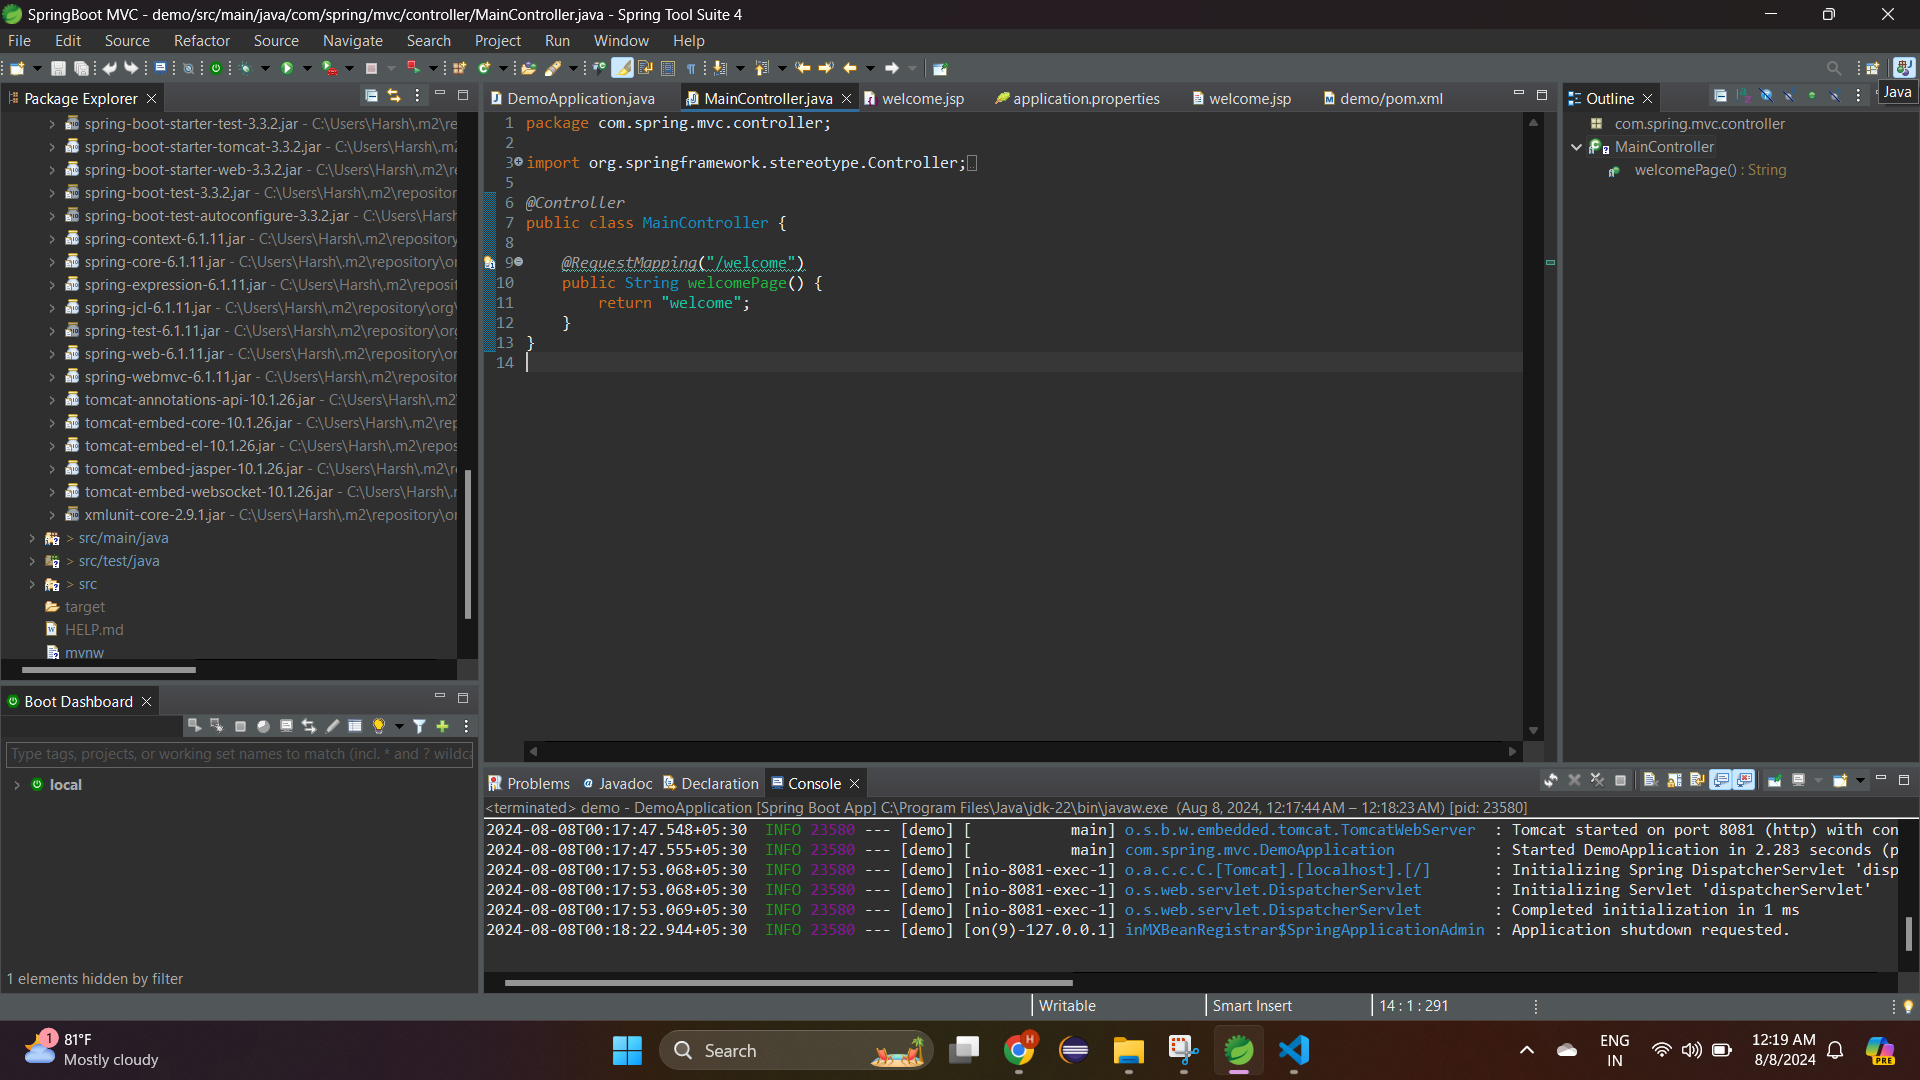 SpringBoot MVC - demo/src/main/java/com/spring/mvc/controller/MainController.java - Spring Tool Suite 4
File Edit Source Refactor Source Navigate Search Project Run Window Help
Java
Package Explorer
spring-boot-starter-test-3.3.2.jar - C:\Users\Harsh\.m2\re
spring-boot-starter-tomcat-3.3.2.jar - C:\Users\Harsh\.m2
spring-boot-starter-web-3.3.2.jar - C:\Users\Harsh\.m2\re
spring-boot-test-3.3.2.jar - C:\Users\Harsh\.m2\repositor
spring-boot-test-autoconfigure-3.3.2.jar - C:\Users\Harsh
spring-context-6.1.11.jar - C:\Users\Harsh\.m2\repository
spring-core-6.1.11.jar - C:\Users\Harsh\.m2\repository\or
spring-expression-6.1.11.jar - C:\Users\Harsh\.m2\reposit
spring-jcl-6.1.11.jar - C:\Users\Harsh\.m2\repository\org
spring-test-6.1.11.jar - C:\Users\Harsh\.m2\repository\org
spring-web-6.1.11.jar - C:\Users\Harsh\.m2\repository\or
spring-webmvc-6.1.11.jar - C:\Users\Harsh\.m2\repositor
tomcat-annotations-api-10.1.26.jar - C:\Users\Harsh\.m2
tomcat-embed-core-10.1.26.jar - C:\Users\Harsh\.m2\rep
tomcat-embed-el-10.1.26.jar - C:\Users\Harsh\.m2\repos
tomcat-embed-jasper-10.1.26.jar - C:\Users\Harsh\.m2\r
tomcat-embed-websocket-10.1.26.jar - C:\Users\Harsh\.r
xmlunit-core-2.9.1.jar - C:\Users\Harsh\.m2\repository\or
> src/main/java
> src/test/java
> src
target
HELP.md
mvnw
Boot Dashboard
Type tags, projects, or working set names to match (incl. * and ? wildca
local
1 elements hidden by filter
DemoApplication.java MainController.java welcome.jsp application.properties welcome.jsp demo/pom.xml
1 package com.spring.mvc.controller;
2
3 import org.springframework.stereotype.Controller;
5
6 @Controller
7 public class MainController {
8
9 @RequestMapping("/welcome")
10 public String welcomePage() {
11 return "welcome";
12 }
13 }
14
Outline
com.spring.mvc.controller
MainController
welcomePage() : String
Problems Javadoc Declaration Console
<terminated> demo - DemoApplication [Spring Boot App] C:\Program Files\Java\jdk-22\bin\javaw.exe (Aug 8, 2024, 12:17:44 AM – 12:18:23 AM) [pid: 23580]
2024-08-08T00:17:47.548+05:30 INFO 23580 --- [demo] [ main] o.s.b.w.embedded.tomcat.TomcatWebServer : Tomcat started on port 8081 (http) with con
2024-08-08T00:17:47.555+05:30 INFO 23580 --- [demo] [ main] com.spring.mvc.DemoApplication : Started DemoApplication in 2.283 seconds (p
2024-08-08T00:17:53.068+05:30 INFO 23580 --- [demo] [nio-8081-exec-1] o.a.c.c.C.[Tomcat].[localhost].[/] : Initializing Spring DispatcherServlet 'disp
2024-08-08T00:17:53.068+05:30 INFO 23580 --- [demo] [nio-8081-exec-1] o.s.web.servlet.DispatcherServlet : Initializing Servlet 'dispatcherServlet'
2024-08-08T00:17:53.069+05:30 INFO 23580 --- [demo] [nio-8081-exec-1] o.s.web.servlet.DispatcherServlet : Completed initialization in 1 ms
2024-08-08T00:18:22.944+05:30 INFO 23580 --- [demo] [on(9)-127.0.0.1] inMXBeanRegistrar$SpringApplicationAdmin : Application shutdown requested.
Writable Smart Insert 14 : 1 : 291
1
81°F
Mostly cloudy
Search
H
ENG
IN
12:19 AM
8/8/2024
PRE